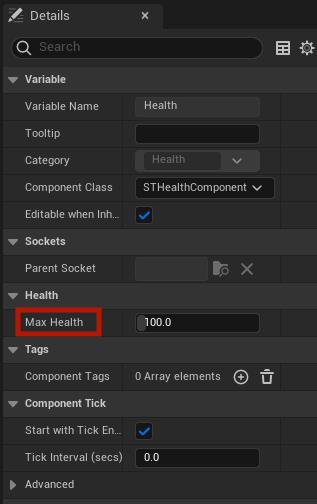 Details
Search
Variable
Variable Name Health
Tooltip
Category Health
Component Class STHealthComponent
Editable when Inh...
Sockets
Parent Socket
Health
Max Health 100.0
Tags
Component Tags 0 Array elements
Component Tick
Start with Tick En...
Tick Interval (secs) 0.0
Advanced